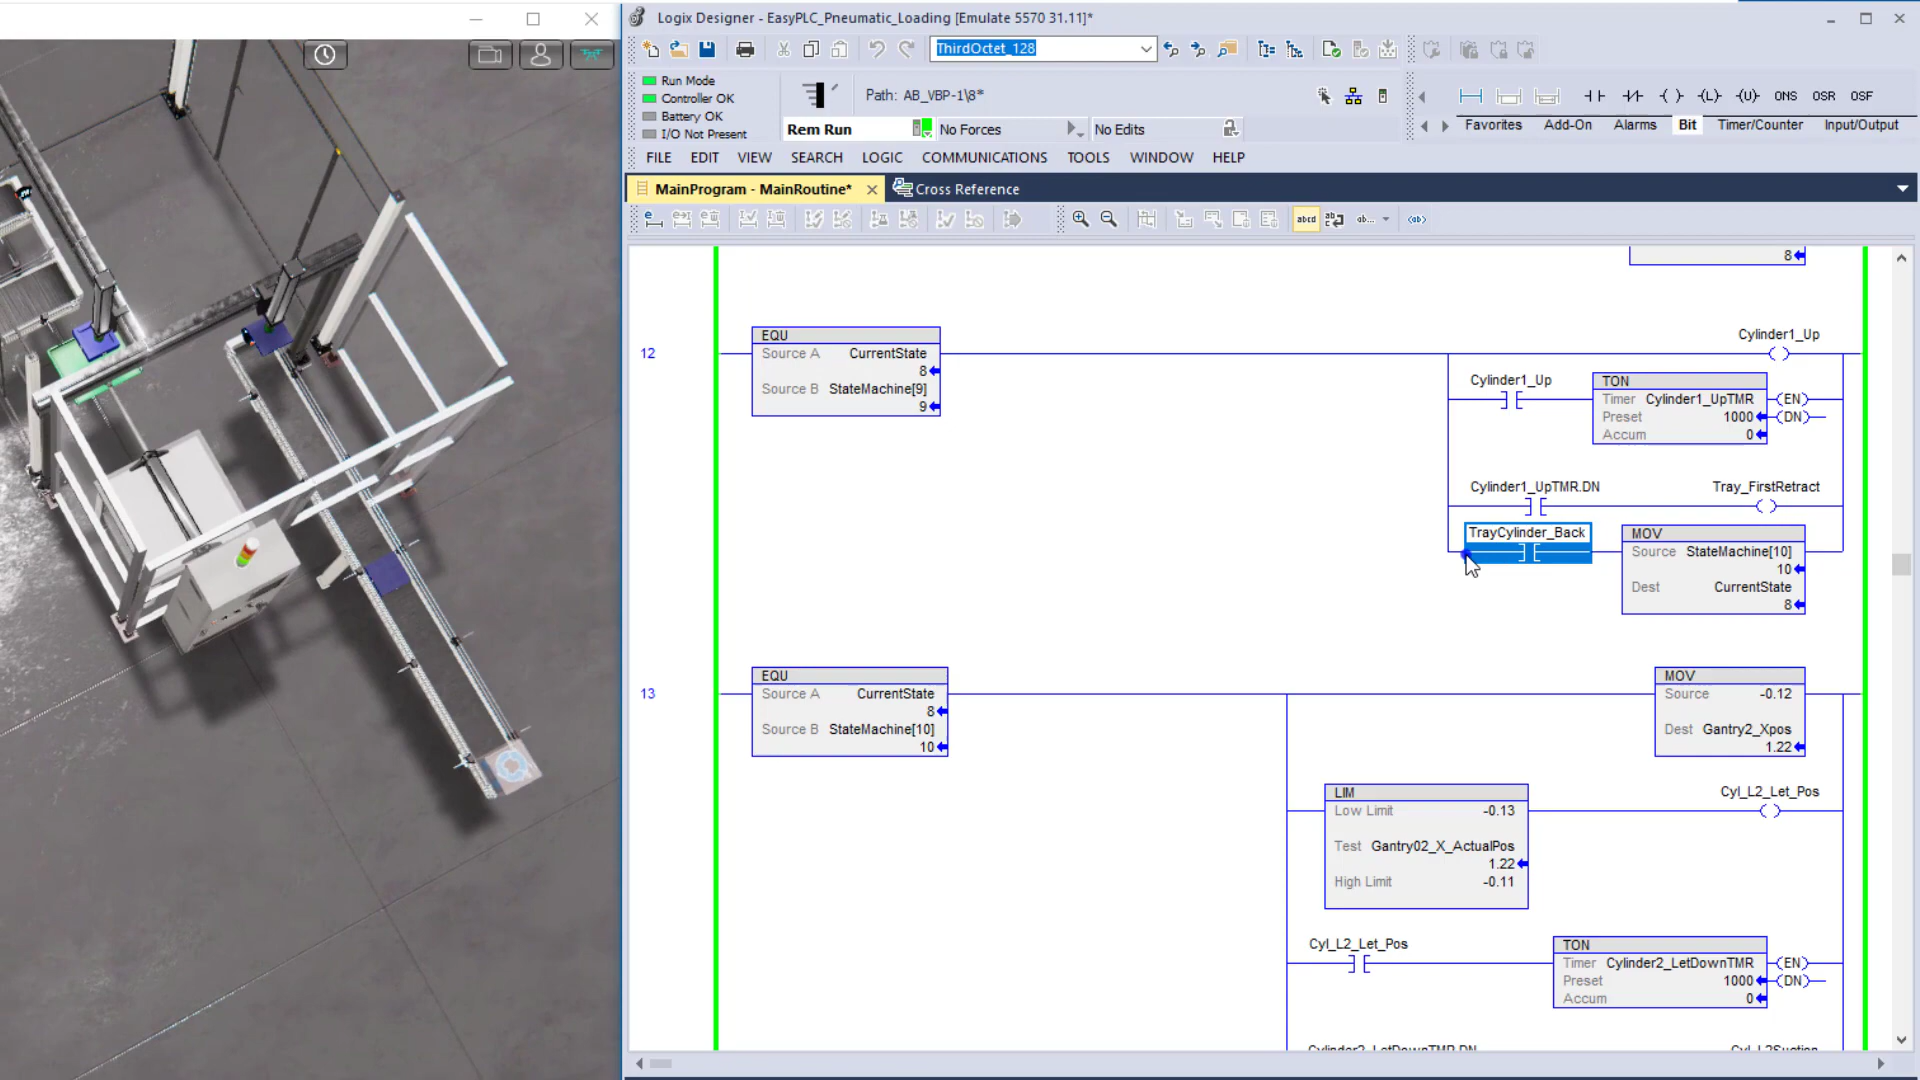 Logix Designer - EasyPLC_Pneumatic_Loading [Emulate 5570 31.11]*
ThirdOctet_128
Run Mode
Controller OK
Battery OK
I/O Not Present
Path: AB_VBP-1\8*
Rem Run
No Forces
No Edits
ONS OSR OSF
Favorites Add-On Alarms Bit Timer/Counter Input/Output
FILE EDIT VIEW SEARCH LOGIC COMMUNICATIONS TOOLS WINDOW HELP
MainProgram - MainRoutine*
Cross Reference
abcd
8
12
EQU
Source A CurrentState
8
Source B StateMachine[9]
9
Cylinder1_Up
Cylinder1_Up
TON
Timer Cylinder1_UpTMR
Preset 1000
Accum 0
EN
DN
Cylinder1_UpTMR.DN
Tray_FirstRetract
TrayCylinder_Back
MOV
Source StateMachine[10]
10
Dest CurrentState
8
13
EQU
Source A CurrentState
8
Source B StateMachine[10]
10
MOV
Source -0.12
Dest Gantry2_Xpos
1.22
LIM
Low Limit -0.13
Test Gantry02_X_ActualPos
1.22
High Limit -0.11
Cyl_L2_Let_Pos
Cyl_L2_Let_Pos
TON
Timer Cylinder2_LetDownTMR
Preset 1000
Accum 0
EN
DN
Cylinder2_LetDownTMR.DN
Cyl_L2Suction